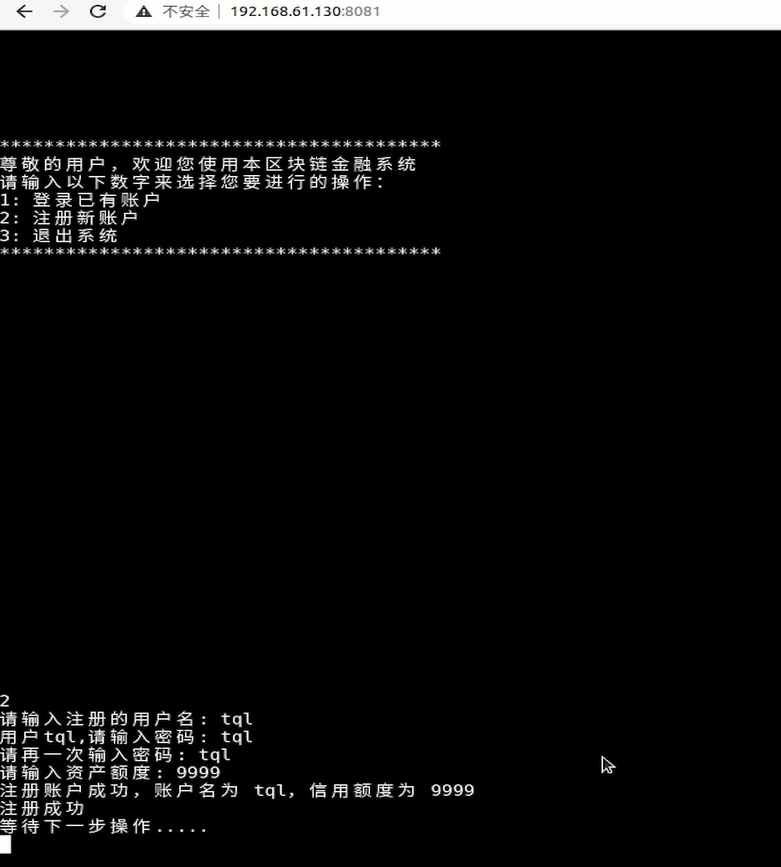 不安全 | 192.168.61.130:8081
****************************************
尊敬的用户，欢迎您使用本区块链金融系统
请输入以下数字来选择您要进行的操作：
1: 登录已有账户
2: 注册新账户
3: 退出系统
****************************************
2
请输入注册的用户名: tql
用户tql,请输入密码: tql
请再一次输入密码: tql
请输入资产额度: 9999
注册账户成功，账户名为 tql, 信用额度为 9999
注册成功
等待下一步操作.....